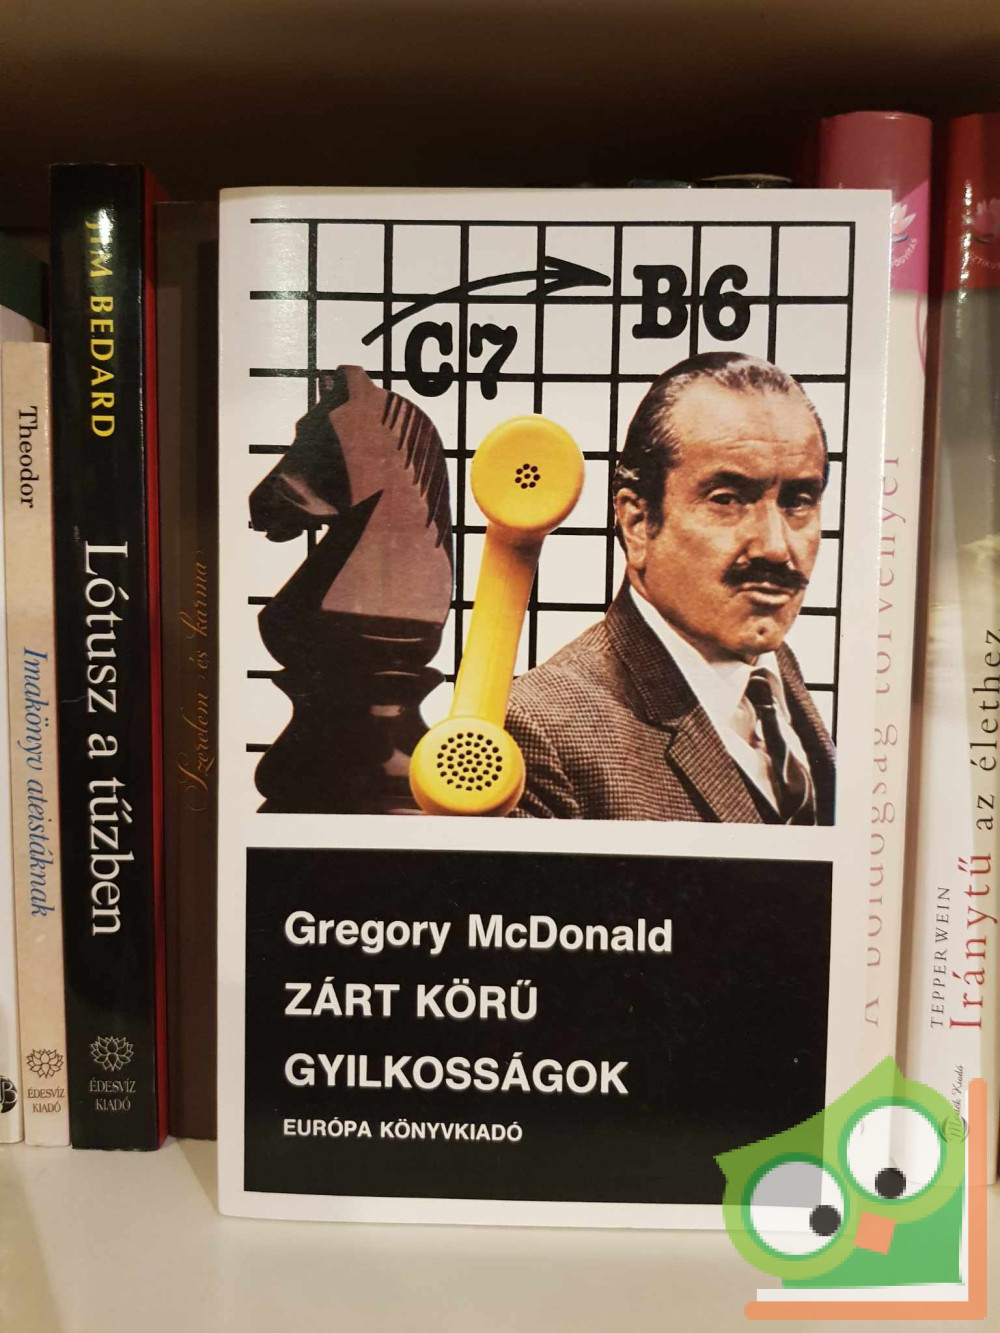 Theodor
Imakönyv ateistáknak
ÉDESVÍZ
KIADÓ
JIM BEDARD
Lótusz a tűzben
ÉDESVÍZ
KIADÓ
Szerelem és karma
C7
B6
Gregory McDonald
ZÁRT KÖRŰ
GYILKOSSÁGOK
EURÓPA KÖNYVKIADÓ
A boldogság törvényei
TEPPERWEIN
Iránytű az élethez